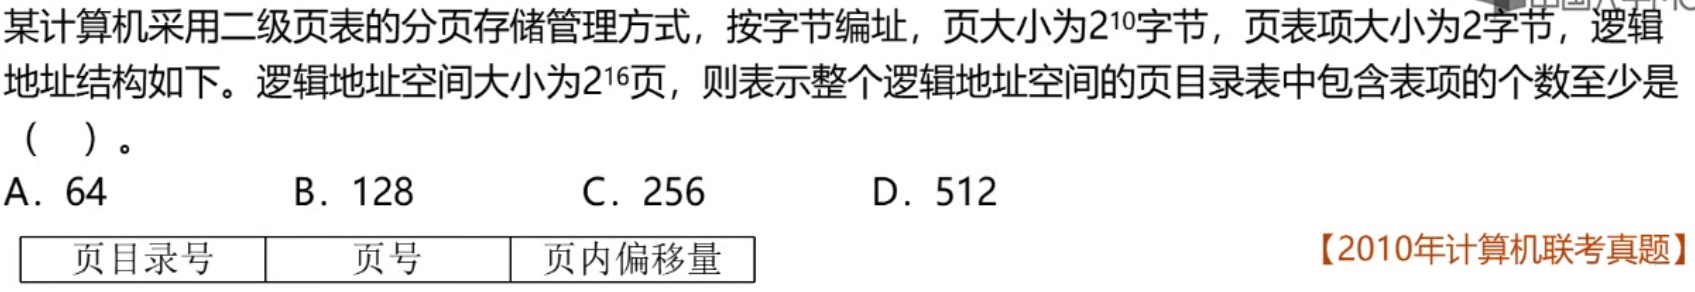 某计算机采用二级页表的分页存储管理方式，按字节编址，页大小为2¹⁰字节，页表项大小为2字节，逻辑
地址结构如下。逻辑地址空间大小为2¹⁶页，则表示整个逻辑地址空间的页目录表中包含表项的个数至少是
（　）。
A．64 B．128 C．256 D．512
页目录号 页号 页内偏移量
【2010年计算机联考真题】